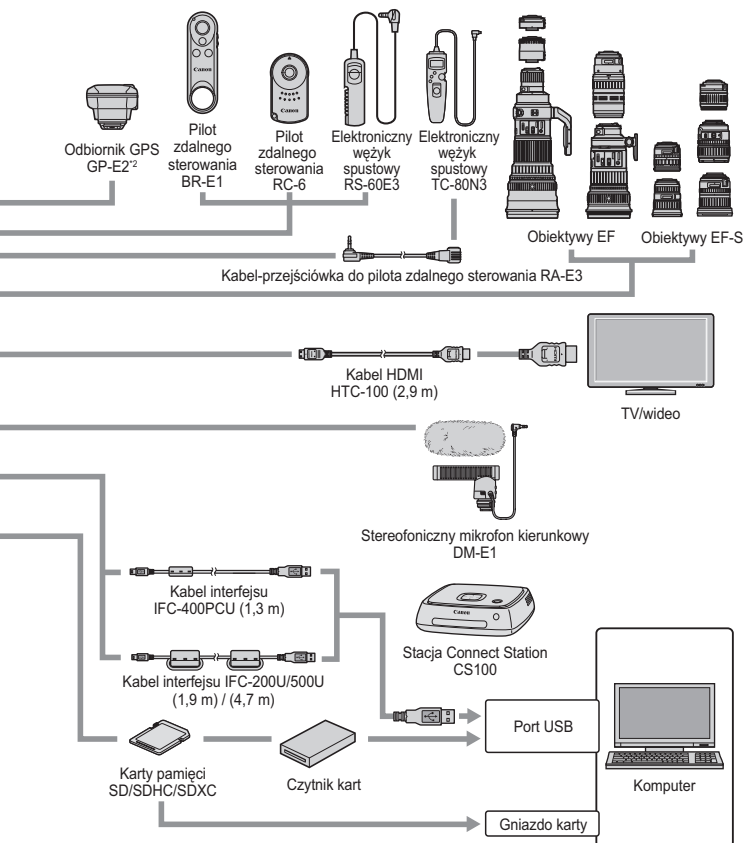 Canon
Canon
Odbiornik GPS
GP-E2*2
Pilot
zdalnego
sterowania
BR-E1
Pilot
zdalnego
sterowania
RC-6
Elektroniczny
wężyk
spustowy
RS-60E3
Elektroniczny
wężyk
spustowy
TC-80N3
Obiektywy EF
Obiektywy EF-S
Kabel-przejściówka do pilota zdalnego sterowania RA-E3
Kabel HDMI
HTC-100 (2,9 m)
TV/wideo
Stereofoniczny mikrofon kierunkowy
DM-E1
Kabel interfejsu
IFC-400PCU (1,3 m)
Canon
Stacja Connect Station
CS100
Kabel interfejsu IFC-200U/500U
(1,9 m) / (4,7 m)
Port USB
Karty pamięci
SD/SDHC/SDXC
Czytnik kart
Komputer
Gniazdo karty